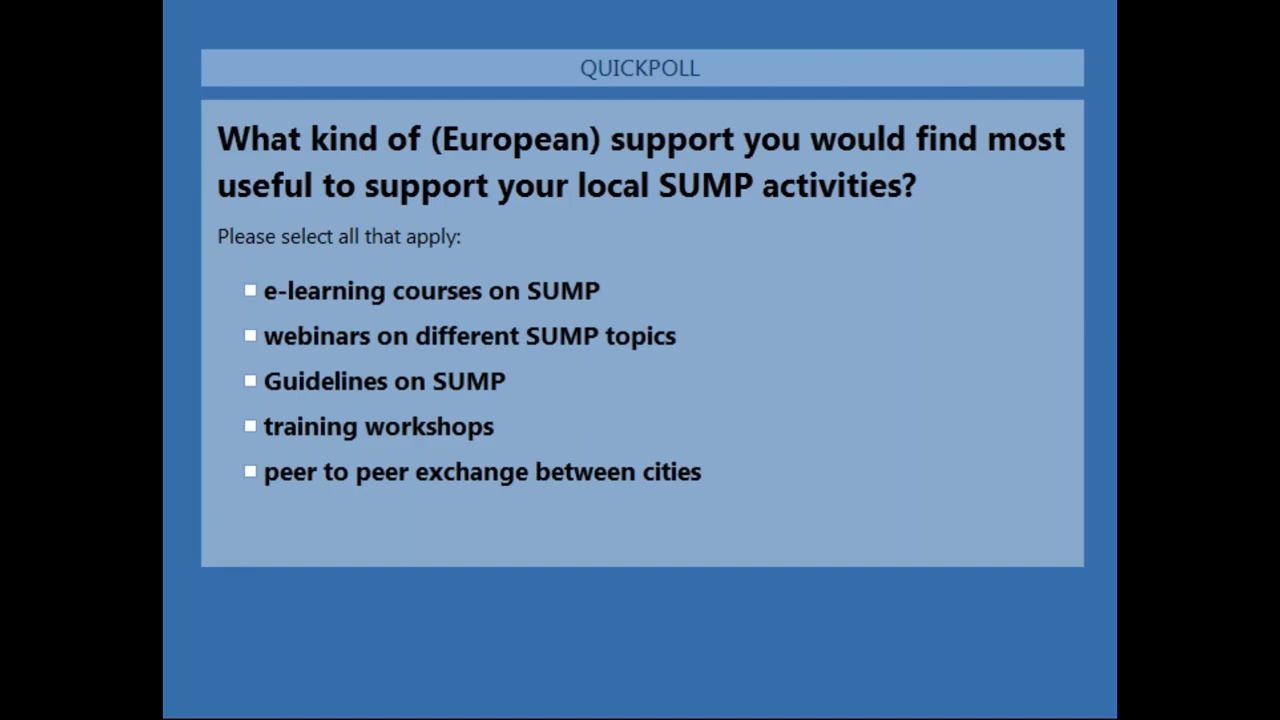 QUICKPOLL
What kind of (European) support you would find most
useful to support your local SUMP activities?
Please select all that apply:
e-learning courses on SUMP
webinars on different SUMP topics
Guidelines on SUMP
training workshops
peer to peer exchange between cities